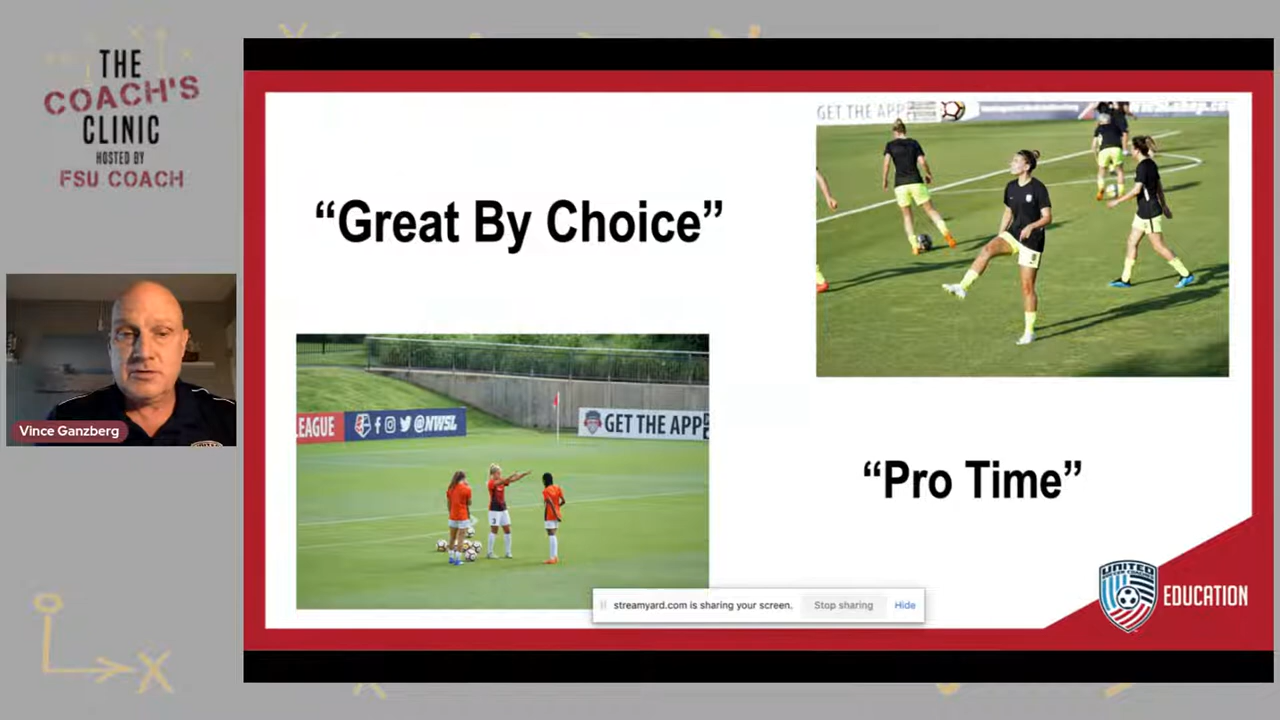 THE
COACH'S
CLINIC
HOSTED BY
FSU COACH
Vince Ganzberg
“Great By Choice”
GET THE APP
LEAGUE
@NWSL
GET THE APP
“Pro Time”
UNITED
EDUCATION
streamyard.com is sharing your screen.
Stop sharing
Hide